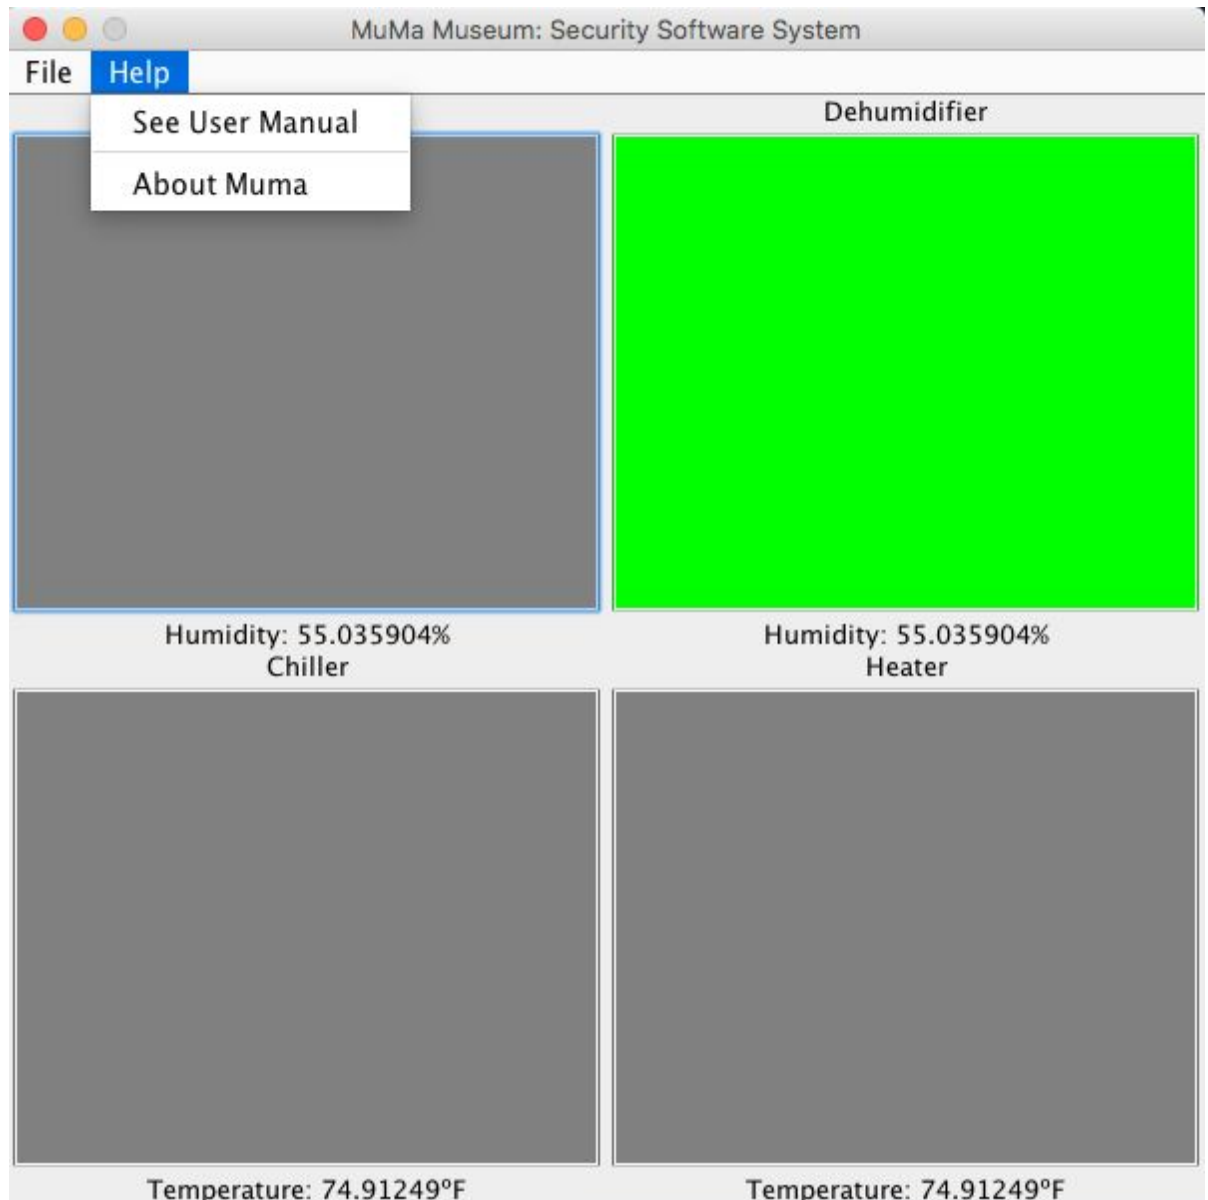 MuMa Museum: Security Software System
File Help
See User Manual
About Muma
Dehumidifier
Humidity: 55.035904% Humidity: 55.035904%
Chiller Heater
Temperature: 74.91249°F Temperature: 74.91249°F